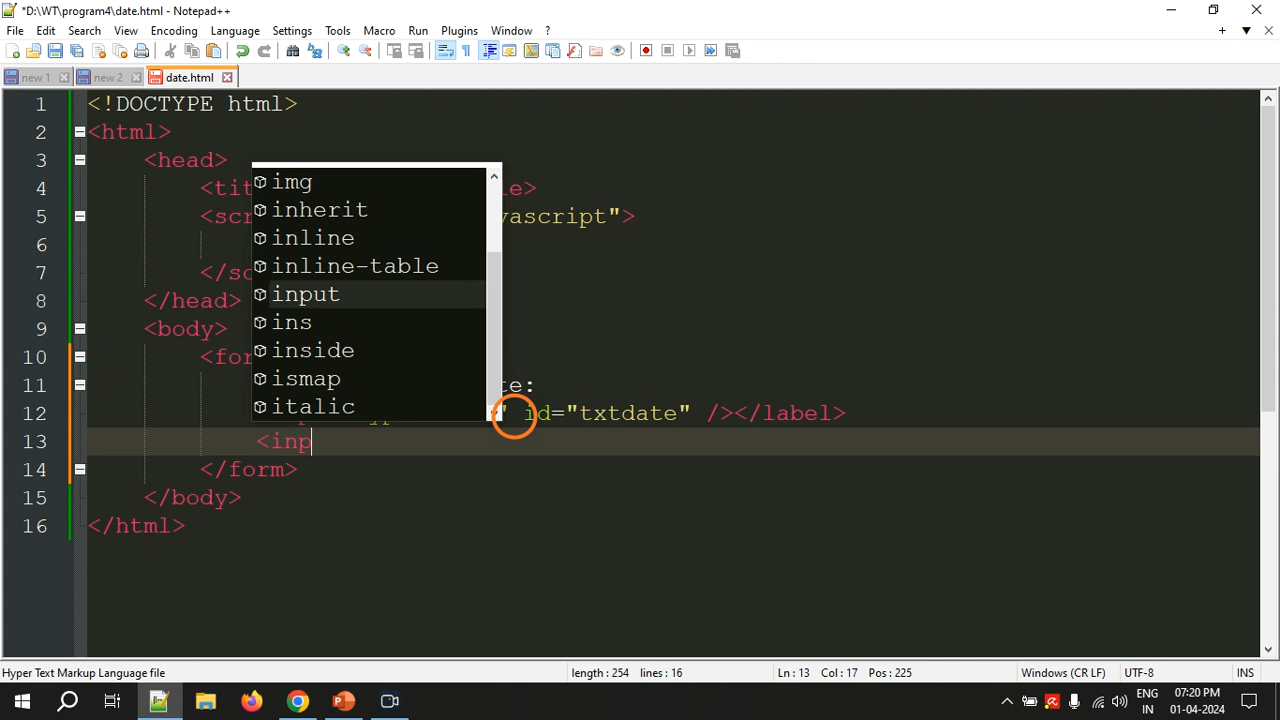 *D:\WT\program4\date.html - Notepad++
File Edit Search View Encoding Language Settings Tools Macro Run Plugins Window ?
new 1 new 2 date.html
1 <!DOCTYPE html>
2 <html>
3 <head>
4 <tit le>
5 <scr vascript">
6
7 </sc
8 </head>
9 <body>
10 <for
11 te:
12 " id="txtdate" /></label>
13 <inp
14 </form>
15 </body>
16 </html>
img
inherit
inline
inline-table
input
ins
inside
ismap
italic
Hyper Text Markup Language file length : 254 lines : 16 Ln : 13 Col : 17 Pos : 225 Windows (CR LF) UTF-8 INS
ENG
IN
07:20 PM
01-04-2024